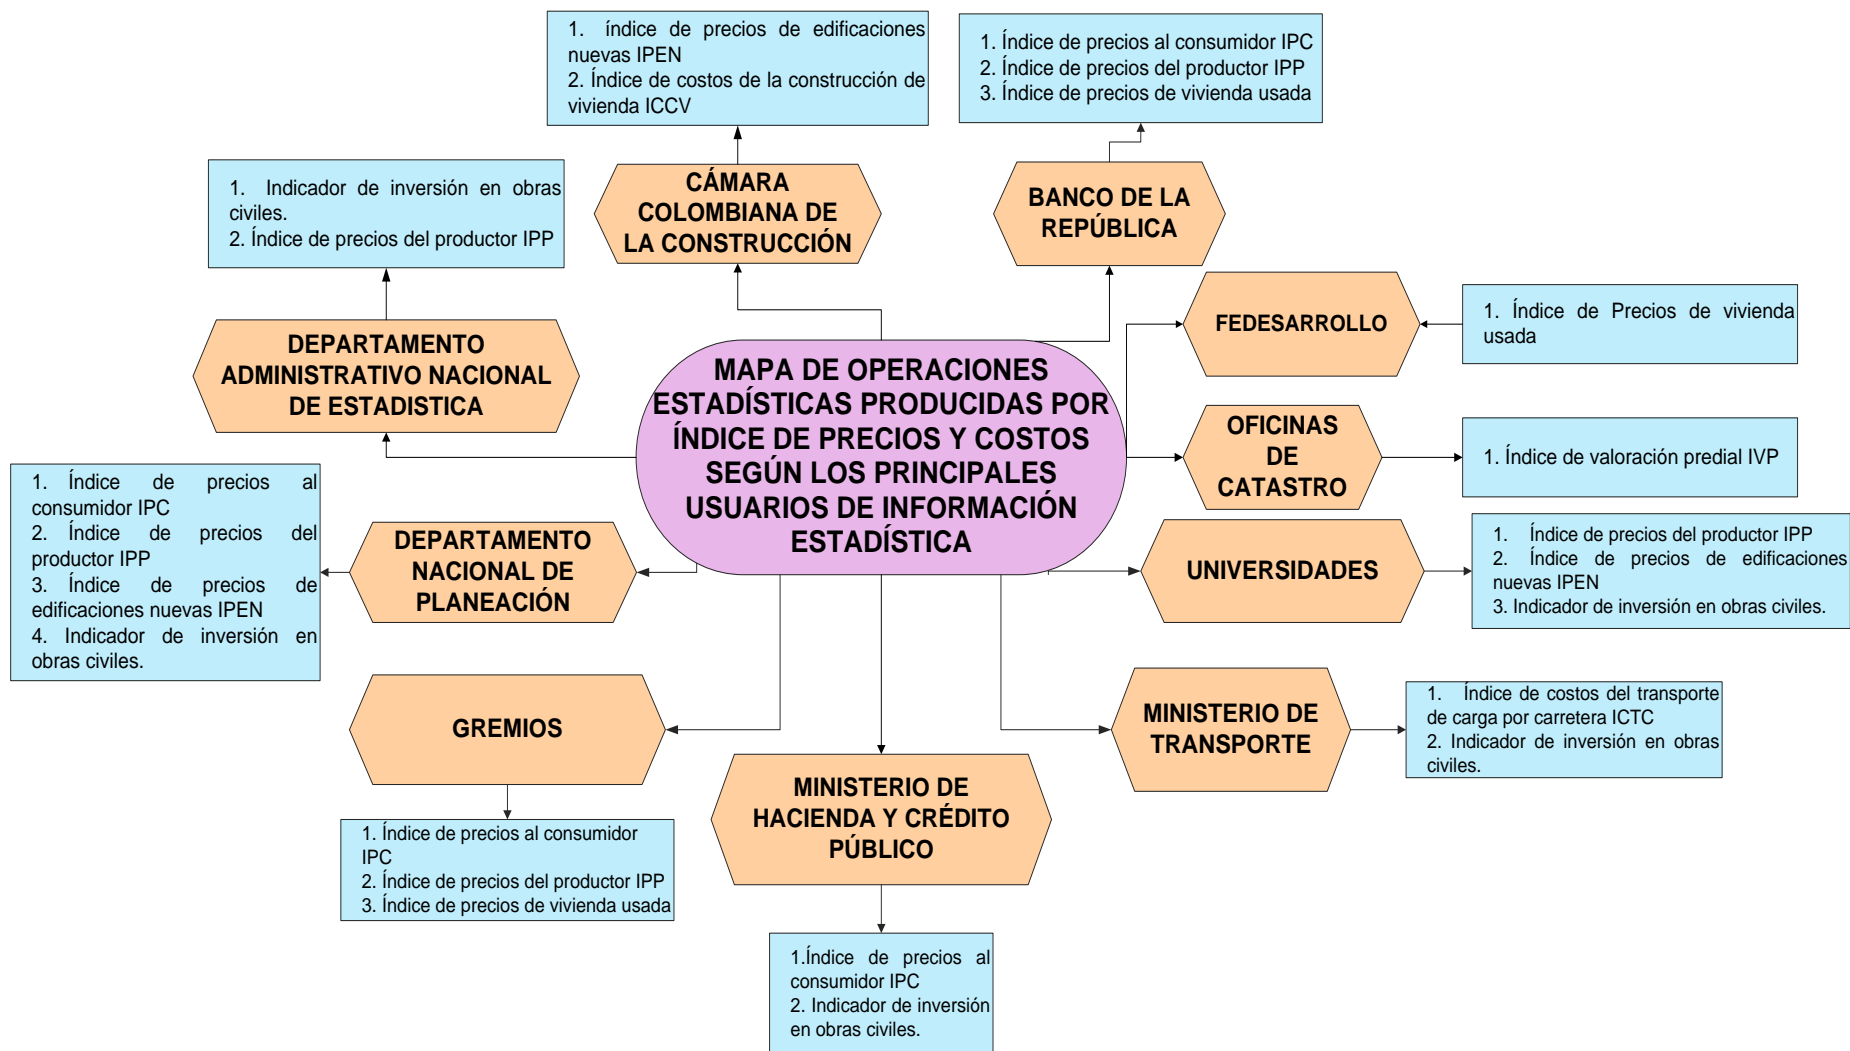 1. índice de precios de edificaciones
nuevas IPEN
2. Índice de costos de la construcción de
vivienda ICCV
1. Índice de precios al consumidor IPC
2. Índice de precios del productor IPP
3. Índice de precios de vivienda usada
1. Indicador de inversión en obras
civiles.
2. Índice de precios del productor IPP
CÁMARA
COLOMBIANA DE
LA CONSTRUCCIÓN
BANCO DE LA
REPÚBLICA
DEPARTAMENTO
ADMINISTRATIVO NACIONAL
DE ESTADISTICA
FEDESARROLLO
1. Índice de Precios de vivienda
usada
MAPA DE OPERACIONES
ESTADÍSTICAS PRODUCIDAS POR
ÍNDICE DE PRECIOS Y COSTOS
SEGÚN LOS PRINCIPALES
USUARIOS DE INFORMACIÓN
ESTADÍSTICA
OFICINAS
DE
CATASTRO
1. Índice de valoración predial IVP
1. Índice de precios al
consumidor IPC
2. Índice de precios del
productor IPP
3. Índice de precios de
edificaciones nuevas IPEN
4. Indicador de inversión en
obras civiles.
DEPARTAMENTO
NACIONAL DE
PLANEACIÓN
UNIVERSIDADES
1. Índice de precios del productor IPP
2. Índice de precios de edificaciones
nuevas IPEN
3. Indicador de inversión en obras civiles.
GREMIOS
MINISTERIO DE
TRANSPORTE
1. Índice de costos del transporte
de carga por carretera ICTC
2. Indicador de inversión en obras
civiles.
MINISTERIO DE
HACIENDA Y CRÉDITO
PÚBLICO
1. Índice de precios al consumidor
IPC
2. Índice de precios del productor IPP
3. Índice de precios de vivienda usada
1.Índice de precios al
consumidor IPC
2. Indicador de inversión
en obras civiles.